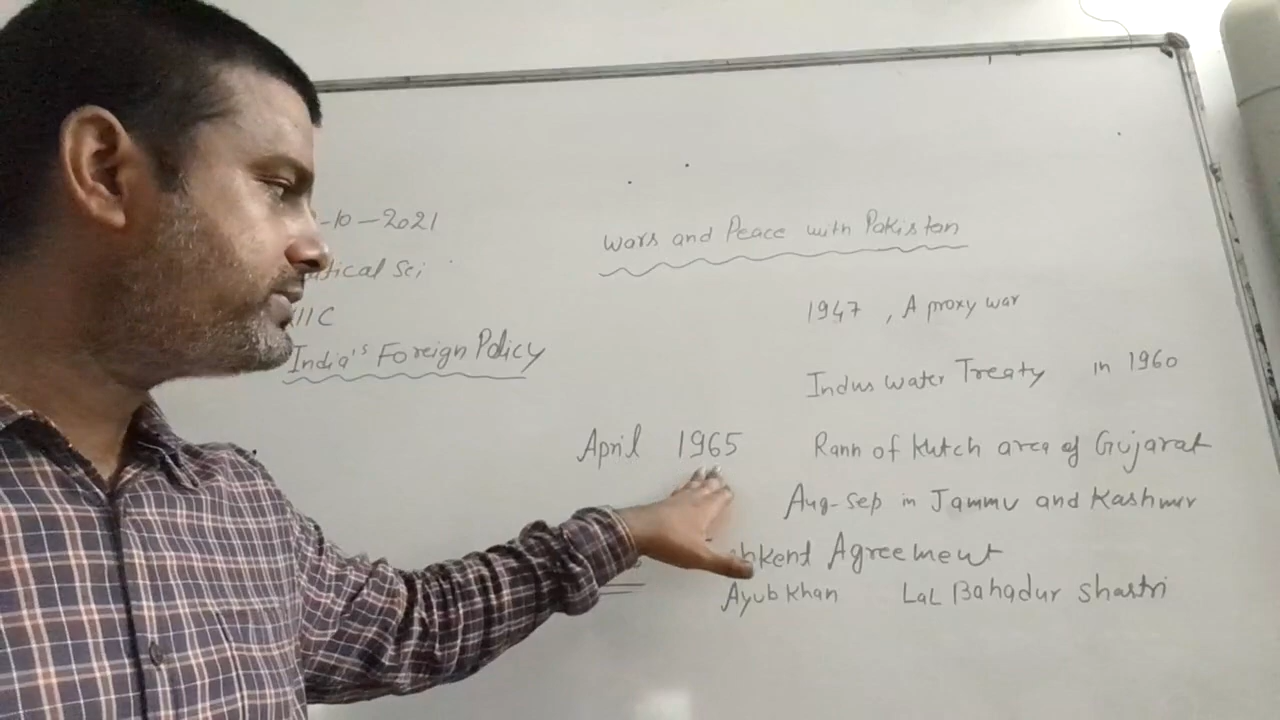 -10-2021
tical Sci
XII C
India's Foreign Policy
Wars and Peace with Pakistan
1947 , A proxy war
Indus Water Treaty in 1960
April 1965 Rann of Kutch area of Gujarat
Aug-Sep in Jammu and Kashmir
hkent Agreement
Ayub Khan Lal Bahadur Shastri